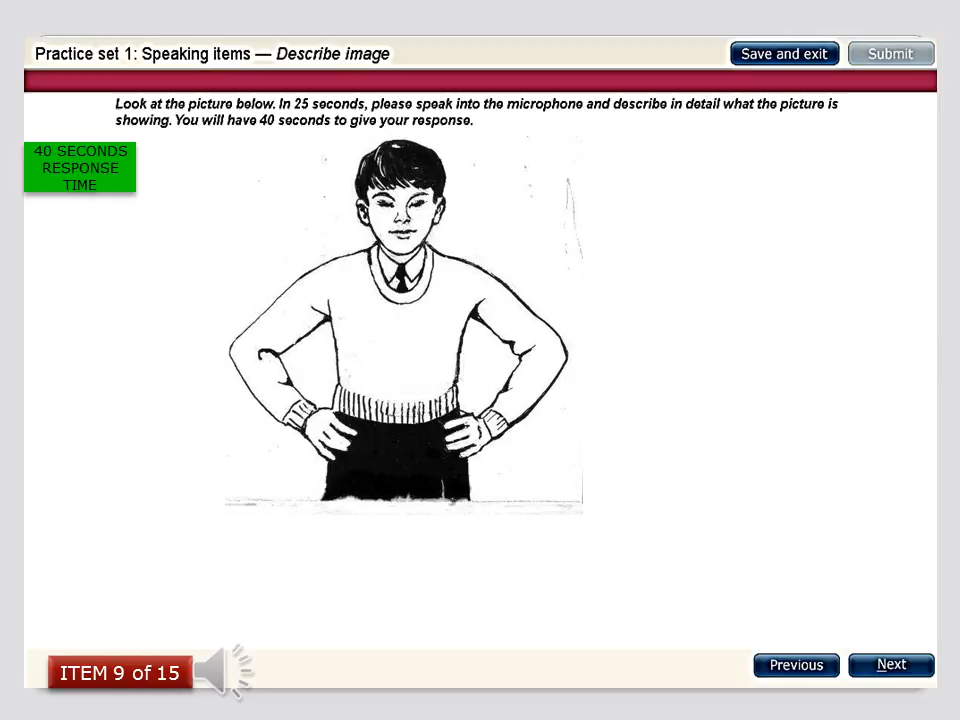 Practice set 1: Speaking items — Describe image
Save and exit
Submit
Look at the picture below. In 25 seconds, please speak into the microphone and describe in detail what the picture is
showing. You will have 40 seconds to give your response.
40 SECONDS
RESPONSE
TIME
ITEM 9 of 15
Previous
Next